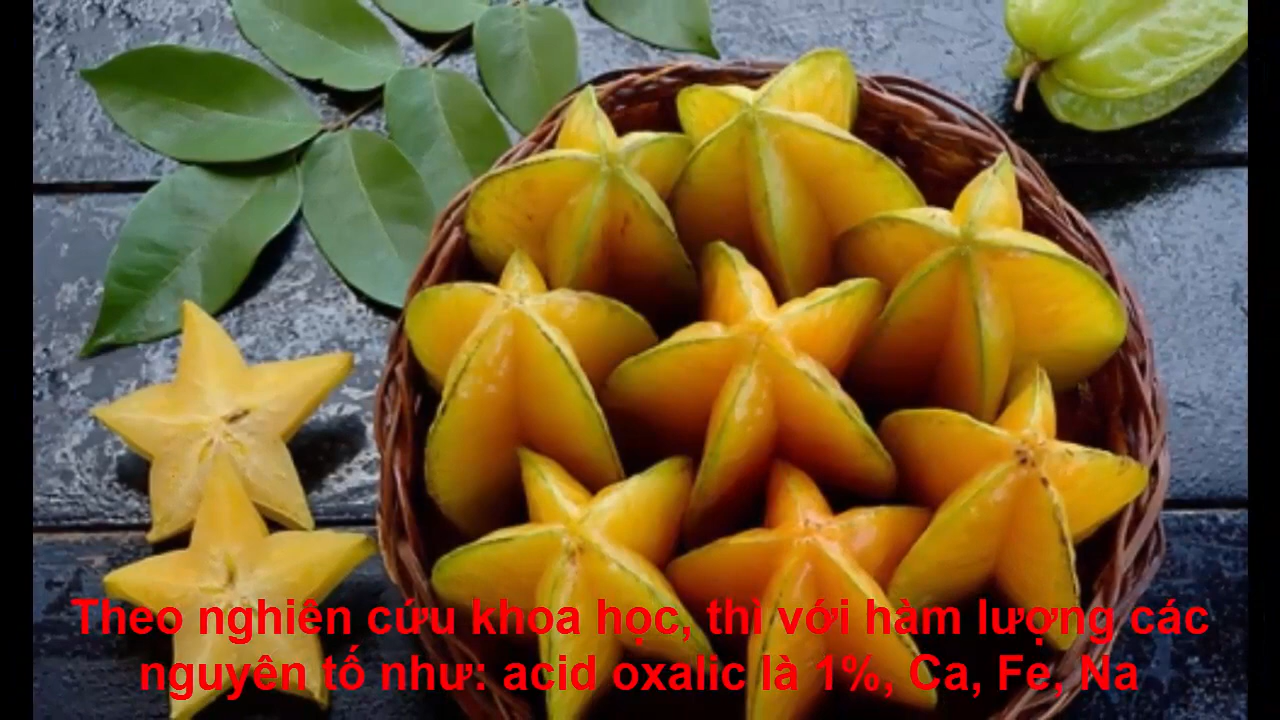 Theo nghiên cứu khoa học, thì với hàm lượng các
nguyên tố như: acid oxalic là 1%, Ca, Fe, Na